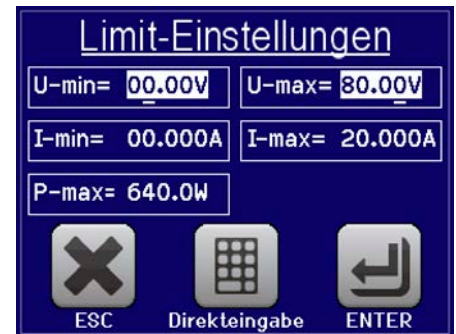 Limit-Einstellungen
U-min= 00.00V U-max= 80.00V
I-min= 00.000A I-max= 20.000A
P-max= 640.0W
ESC Direkteingabe ENTER